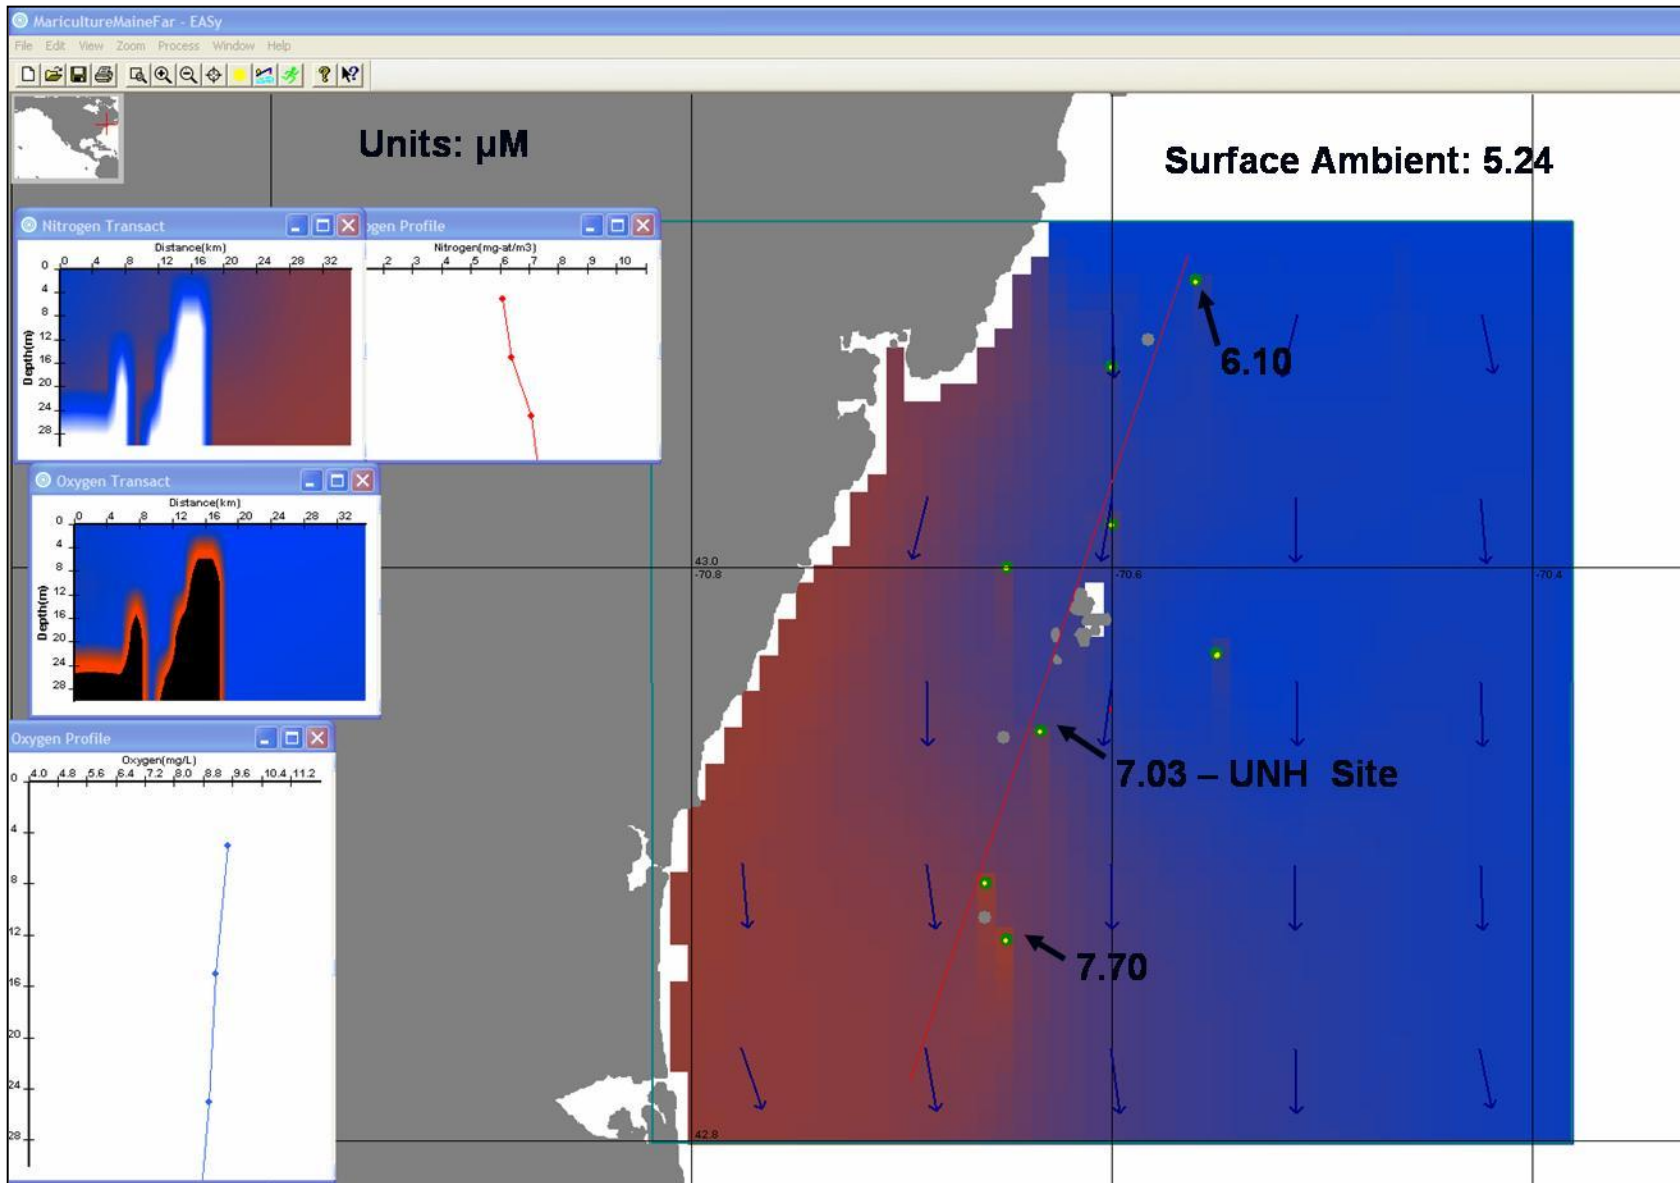 MaricultureMaineFar - EASy
File Edit View Zoom Process Window Help
Units: µM
Surface Ambient: 5.24
Nitrogen Transact
Distance(km)
0 4 8 12 16 20 24 28 32
Depth(m)
0
4
8
12
16
20
24
28
ogen Profile
Nitrogen(mg-at/m3)
2 3 4 5 6 7 8 9 10
Oxygen Transact
Distance(km)
0 4 8 12 16 20 24 28 32
Depth(m)
0
4
8
12
16
20
24
28
Oxygen Profile
Oxygen(mg/L)
4.0 4.8 5.6 6.4 7.2 8.0 8.8 9.6 10.4 11.2
0
4
8
12
16
20
24
28
6.10
43.0
-70.8
-70.6
-70.4
7.03 – UNH Site
7.70
42.8